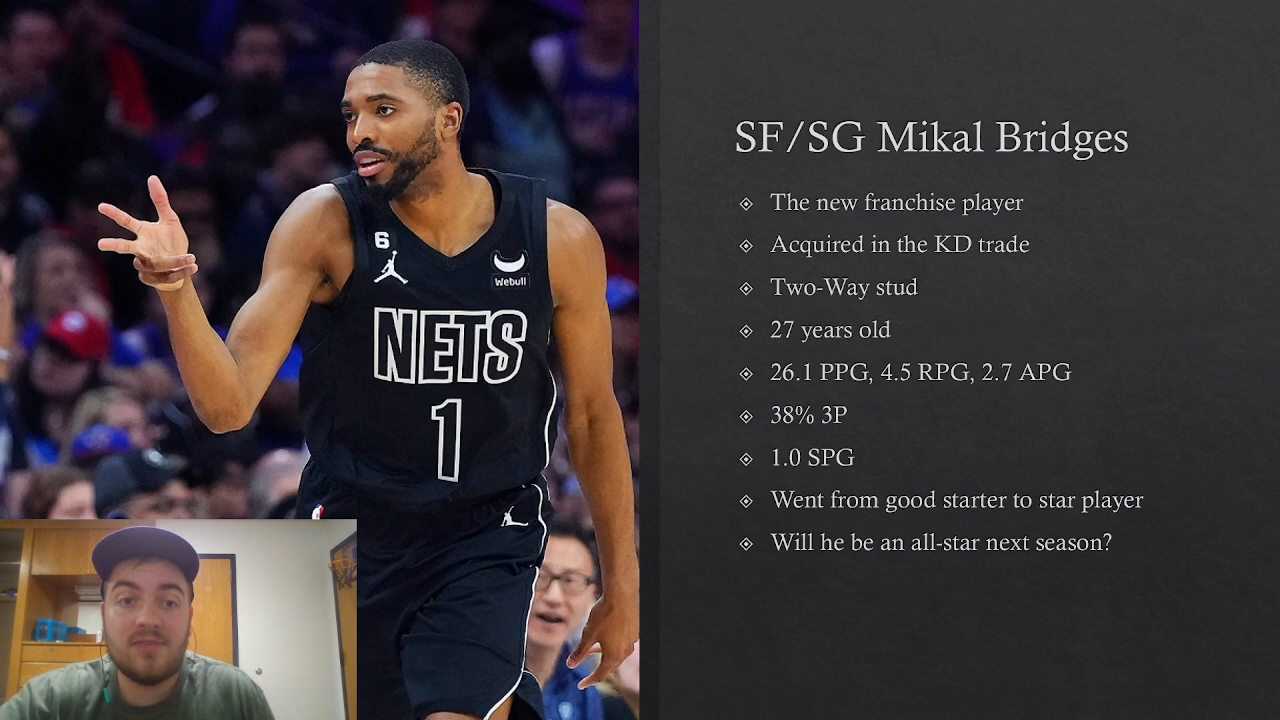 6
Webull
NETS
1
SF/SG Mikal Bridges
The new franchise player
Acquired in the KD trade
Two-Way stud
27 years old
26.1 PPG, 4.5 RPG, 2.7 APG
38% 3P
1.0 SPG
Went from good starter to star player
Will he be an all-star next season?